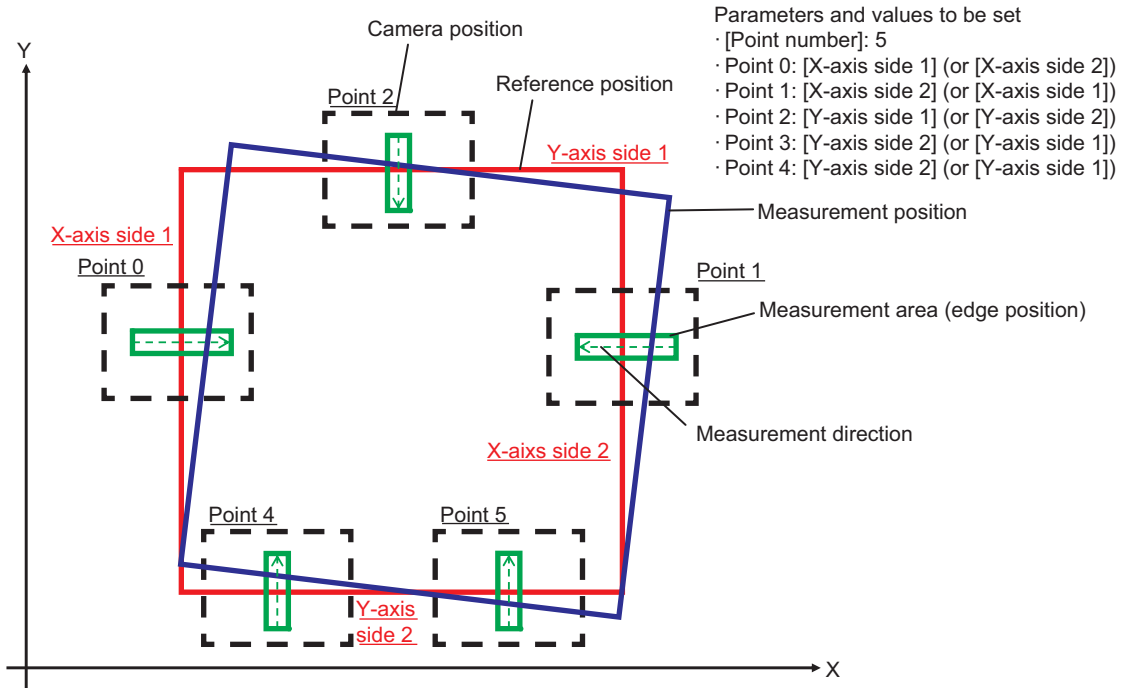 Parameters and values to be set
· [Point number]: 5
· Point 0: [X-axis side 1] (or [X-axis side 2])
· Point 1: [X-axis side 2] (or [X-axis side 1])
· Point 2: [Y-axis side 1] (or [Y-axis side 2])
· Point 3: [Y-axis side 2] (or [Y-axis side 1])
· Point 4: [Y-axis side 2] (or [Y-axis side 1])
Y
Camera position
Reference position
Point 2
Y-axis side 1
Measurement position
X-axis side 1
Point 0
Point 1
Measurement area (edge position)
Measurement direction
X-aixs side 2
Point 4
Point 5
Y-axis
side 2
X